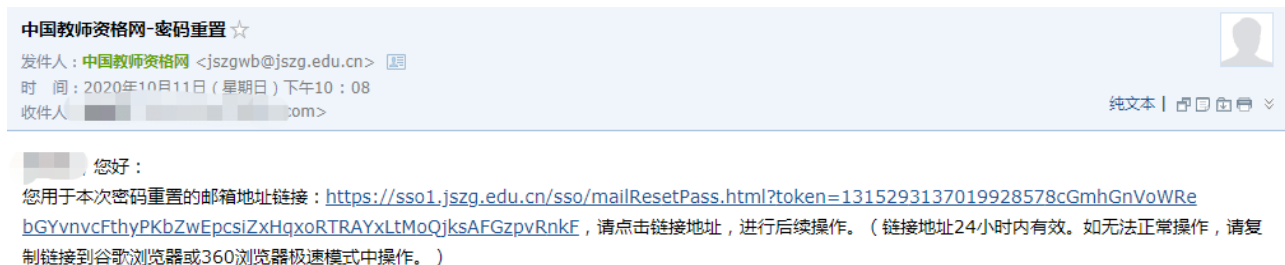 中国教师资格网-密码重置☆
发件人：中国教师资格网 <jszgwb@jszg.edu.cn>
时 间：2020年10月11日（星期日）下午10：08
收件人 com>
纯文本 |
您好：
您用于本次密码重置的邮箱地址链接：https://sso1.jszg.edu.cn/sso/mailResetPass.html?token=1315293137019928578cGmhGnVoWRe
bGYvnvcFthyPKbZwEpcsiZxHqxoRTRAYxLtMoQjksAFGzpvRnkF，请点击链接地址，进行后续操作。（链接地址24小时内有效。如无法正常操作，请复
制链接到谷歌浏览器或360浏览器极速模式中操作。）